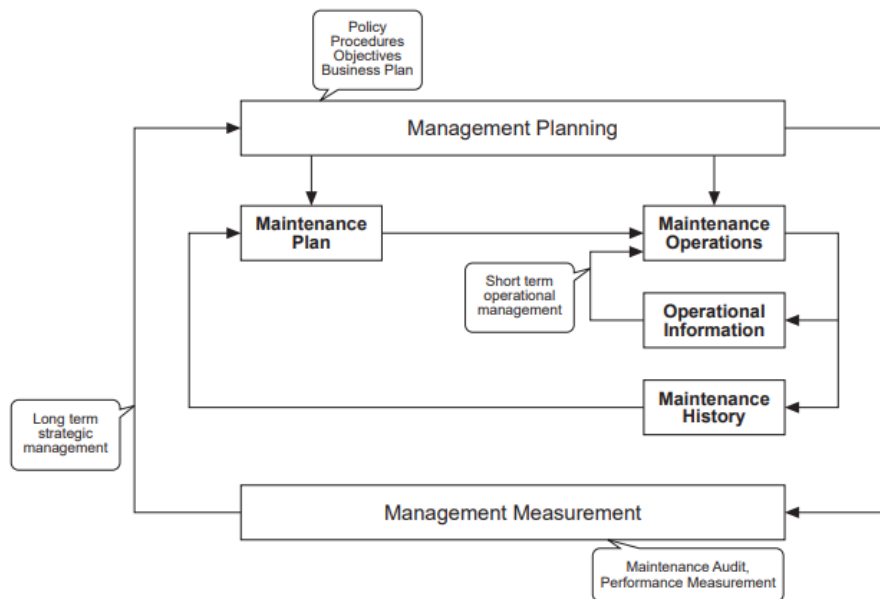 Policy
Procedures
Objectives
Business Plan
Management Planning
Maintenance
Plan
Maintenance
Operations
Short term
operational
management
Operational
Information
Maintenance
History
Long term
strategic
management
Management Measurement
Maintenance Audit,
Performance Measurement